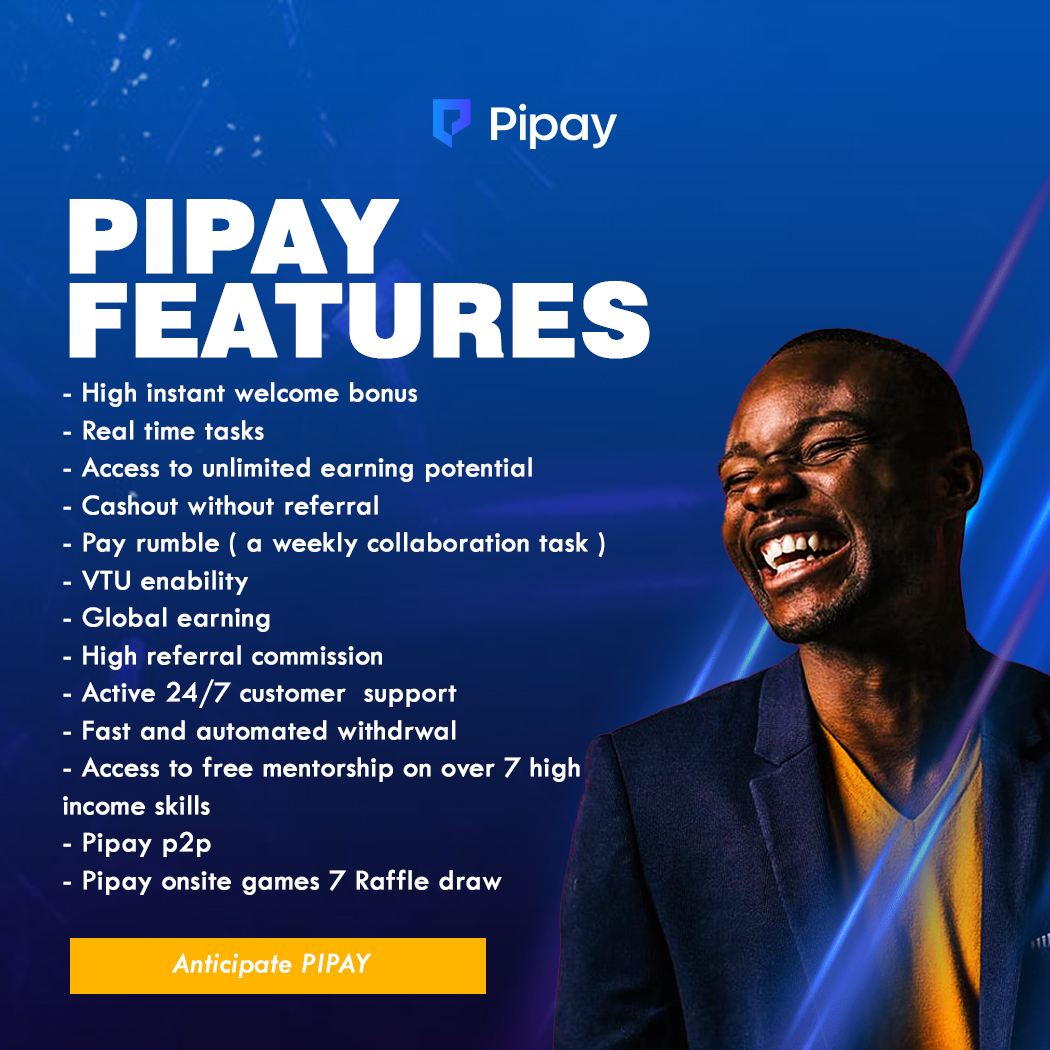 Pipay
PIPAY
FEATURES
- High instant welcome bonus
- Real time tasks
- Access to unlimited earning potential
- Cashout without referral
- Pay rumble ( a weekly collaboration task )
- VTU enability
- Global earning
- High referral commission
- Active 24/7 customer  support
- Fast and automated withdrwal
- Access to free mentorship on over 7 high
income skills
- Pipay p2p
- Pipay onsite games 7 Raffle draw
Anticipate PIPAY